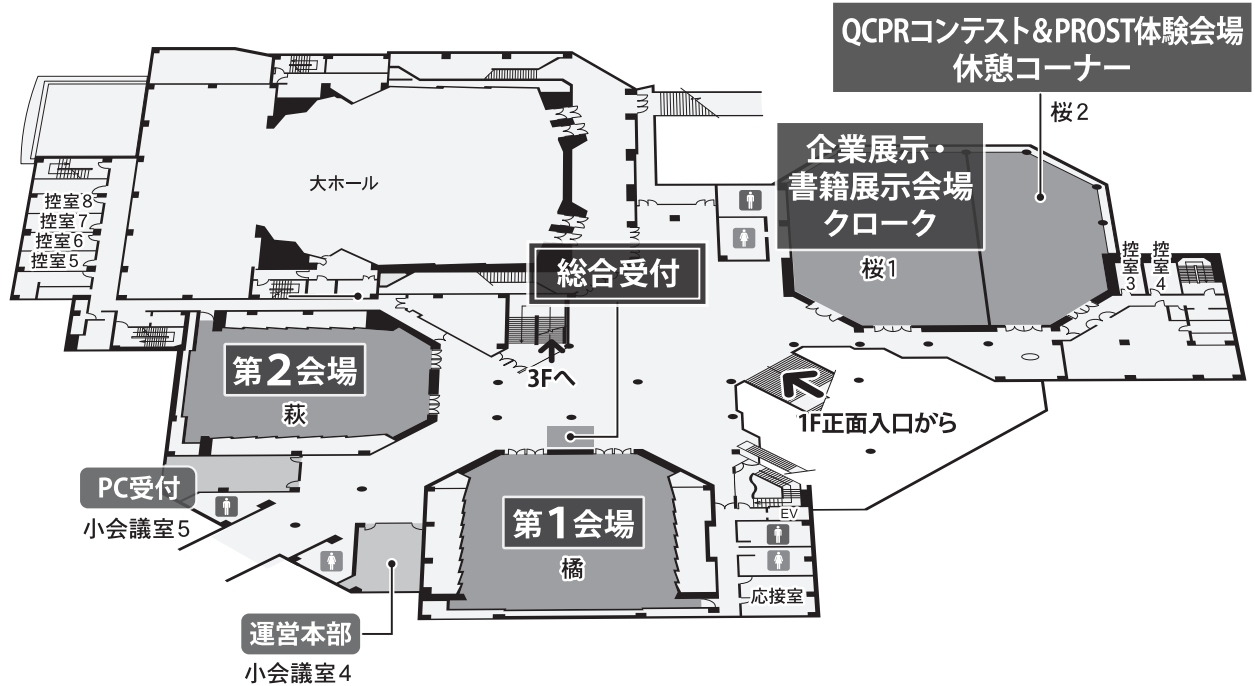 QCPRコンテスト&PROST体験会場
休憩コーナー
桜2
企業展示・
書籍展示会場
クローク
桜1
大ホール
控室8
控室7
控室6
控室5
総合受付
控室3
控室4
3Fへ
第2会場
萩
1F正面入口から
PC受付
小会議室5
第1会場
橘
EV
応接室
運営本部
小会議室4